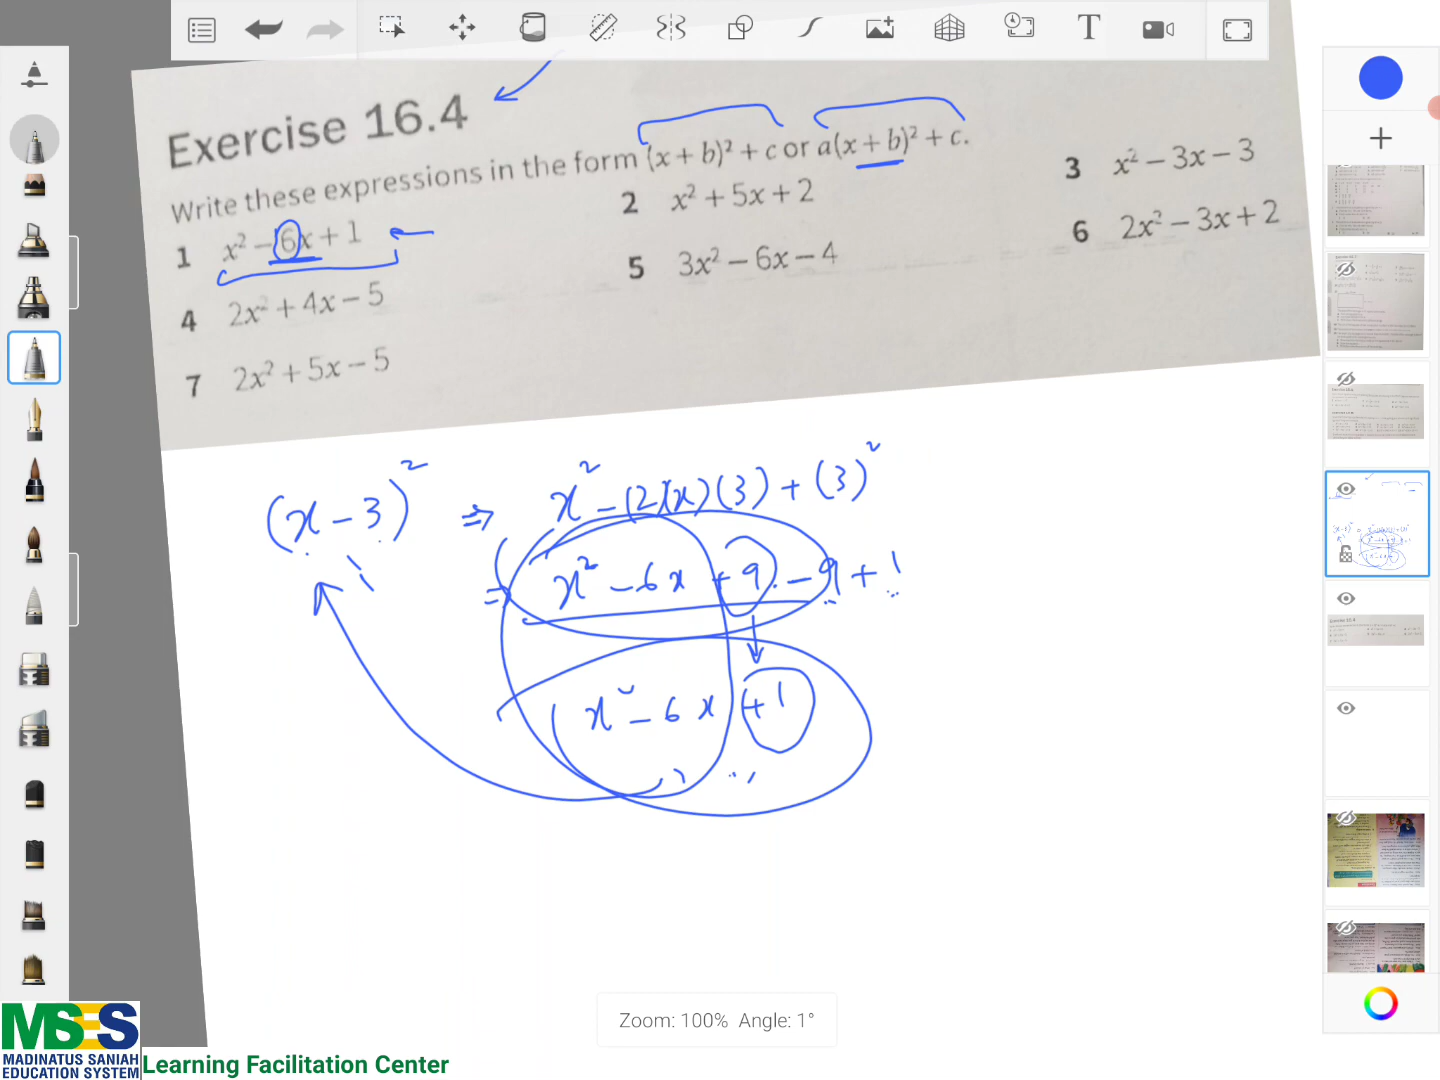 Exercise 16.4
Write these expressions in the form (x + b)² + c or a(x + b)² + c.
1 x² − 6x + 1
2 x² + 5x + 2
3 x² − 3x − 3
4 2x² + 4x − 5
5 3x² − 6x − 4
6 2x² − 3x + 2
7 2x² + 5x − 5
(x − 3)² ⇒ x² − (2)(x)(3) + (3)²
⇒ x² − 6x + 9 − 9 + 1
x² − 6x + 1
Zoom: 100% Angle: 1°
MSES
MADINATUS SANIAH
EDUCATION SYSTEM
Learning Facilitation Center